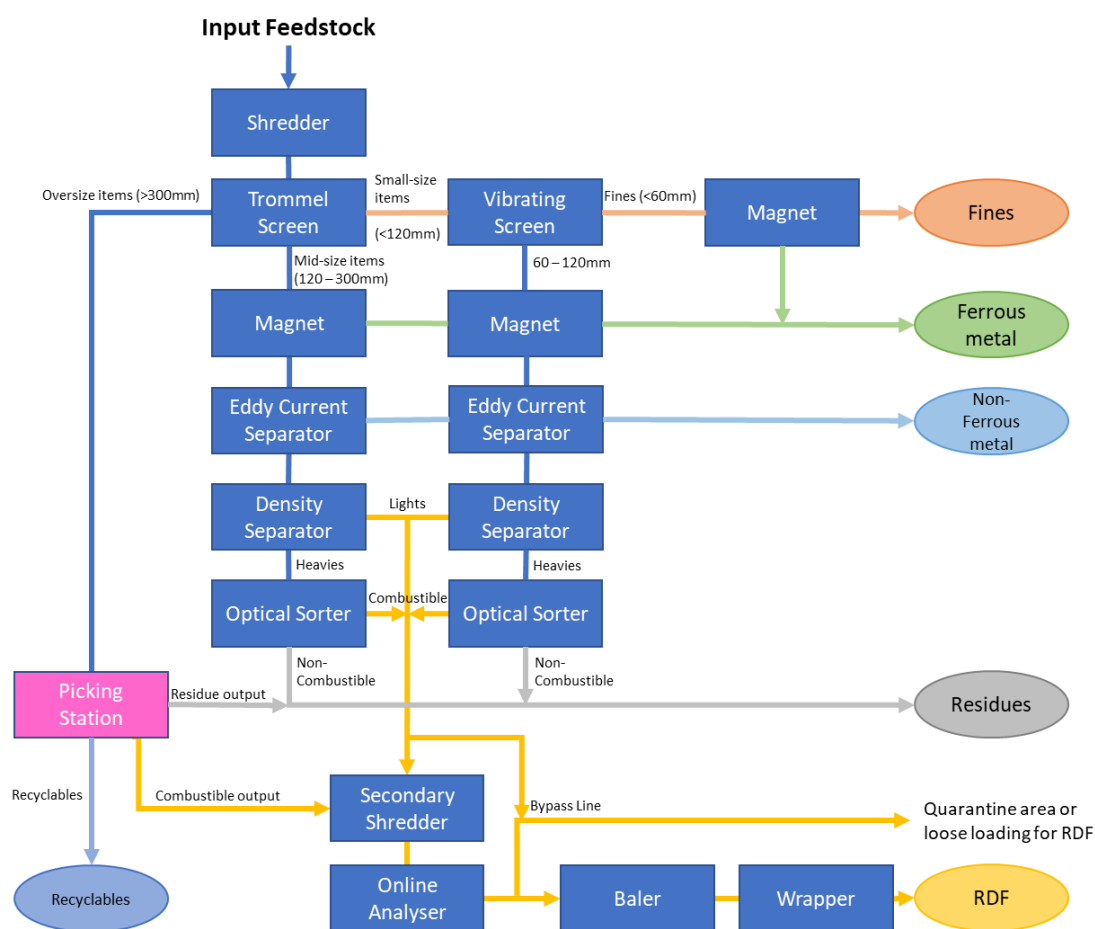 Input Feedstock
Shredder
Oversize items (>300mm)
Trommel
Screen
Small-size
items
(<120mm)
Vibrating
Screen
Fines (<60mm)
Magnet
Fines
Mid-size items
(120 – 300mm)
60 – 120mm
Magnet
Magnet
Ferrous
metal
Eddy Current
Separator
Eddy Current
Separator
Non-
Ferrous
metal
Density
Separator
Lights
Density
Separator
Heavies
Heavies
Optical Sorter
Combustible
Optical Sorter
Non-
Combustible
Non-
Combustible
Picking
Station
Residue output
Residues
Recyclables
Combustible output
Secondary
Shredder
Bypass Line
Quarantine area or
loose loading for RDF
Recyclables
Online
Analyser
Baler
Wrapper
RDF